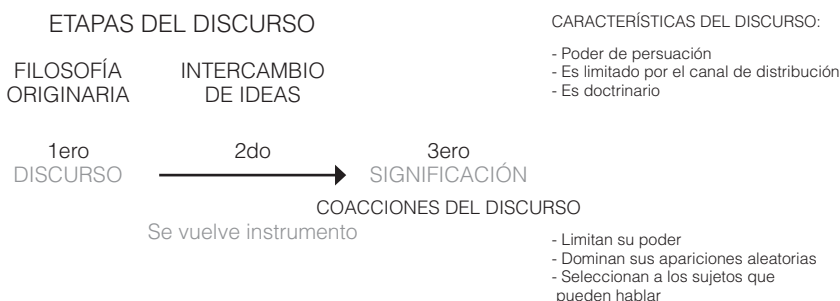 ETAPAS DEL DISCURSO
FILOSOFÍA
ORIGINARIA
INTERCAMBIO
DE IDEAS
1ero
DISCURSO
2do
Se vuelve instrumento
3ero
SIGNIFICACIÓN
CARACTERÍSTICAS DEL DISCURSO:
- Poder de persuación
- Es limitado por el canal de distribución
- Es doctrinario
COACCIONES DEL DISCURSO
- Limitan su poder
- Dominan sus apariciones aleatorias
- Seleccionan a los sujetos que
pueden hablar